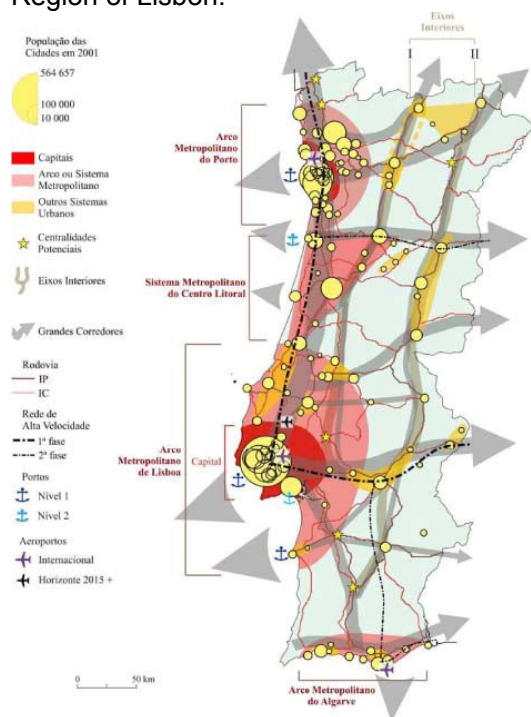 Region of Lisbon.
População das
Cidades em 2001
564 657
100 000
10 000
Capitais
Arco ou Sistema
Metropolitano
Outros Sistemas
Urbanos
Centralidades
Potenciais
Eixos Interiores
Grandes Corredores
Rodovia
IP
IC
Rede de
Alta Velocidade
1ª fase
2ª fase
Portos
Nivel 1
Nivel 2
Aeroportos
Internacional
Horizonte 2015 +
0
50 km
Eixos
Interiores
I
II
Arco
Metropolitano
do Porto
Sistema Metropolitano
do Centro Litoral
Arco
Metropolitano
de Lisboa
Capital
Arco Metropolitano
do Algarve